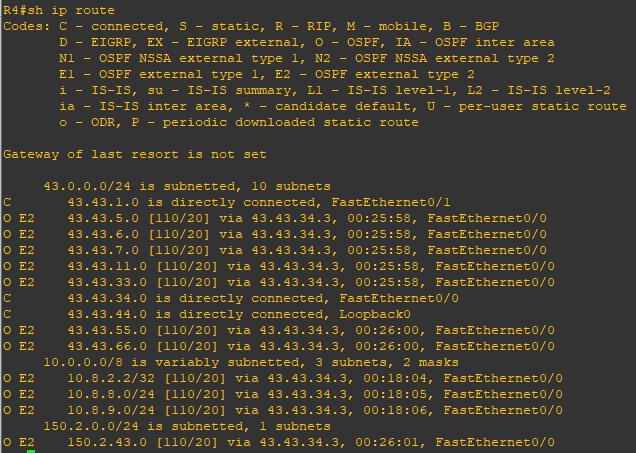 R4#sh ip route
Codes: C - connected, S - static, R - RIP, M - mobile, B - BGP
       D - EIGRP, EX - EIGRP external, O - OSPF, IA - OSPF inter area
       N1 - OSPF NSSA external type 1, N2 - OSPF NSSA external type 2
       E1 - OSPF external type 1, E2 - OSPF external type 2
       i - IS-IS, su - IS-IS summary, L1 - IS-IS level-1, L2 - IS-IS level-2
       ia - IS-IS inter area, * - candidate default, U - per-user static route
       o - ODR, P - periodic downloaded static route
Gateway of last resort is not set
     43.0.0.0/24 is subnetted, 10 subnets
C       43.43.1.0 is directly connected, FastEthernet0/1
O E2    43.43.5.0 [110/20] via 43.43.34.3, 00:25:58, FastEthernet0/0
O E2    43.43.6.0 [110/20] via 43.43.34.3, 00:25:58, FastEthernet0/0
O E2    43.43.7.0 [110/20] via 43.43.34.3, 00:25:58, FastEthernet0/0
O E2    43.43.11.0 [110/20] via 43.43.34.3, 00:25:58, FastEthernet0/0
O E2    43.43.33.0 [110/20] via 43.43.34.3, 00:25:58, FastEthernet0/0
C       43.43.34.0 is directly connected, FastEthernet0/0
C       43.43.44.0 is directly connected, Loopback0
O E2    43.43.55.0 [110/20] via 43.43.34.3, 00:26:00, FastEthernet0/0
O E2    43.43.66.0 [110/20] via 43.43.34.3, 00:26:00, FastEthernet0/0
     10.0.0.0/8 is variably subnetted, 3 subnets, 2 masks
O E2    10.8.2.2/32 [110/20] via 43.43.34.3, 00:18:04, FastEthernet0/0
O E2    10.8.8.0/24 [110/20] via 43.43.34.3, 00:18:05, FastEthernet0/0
O E2    10.8.9.0/24 [110/20] via 43.43.34.3, 00:18:06, FastEthernet0/0
     150.2.0.0/24 is subnetted, 1 subnets
O E2    150.2.43.0 [110/20] via 43.43.34.3, 00:26:01, FastEthernet0/0